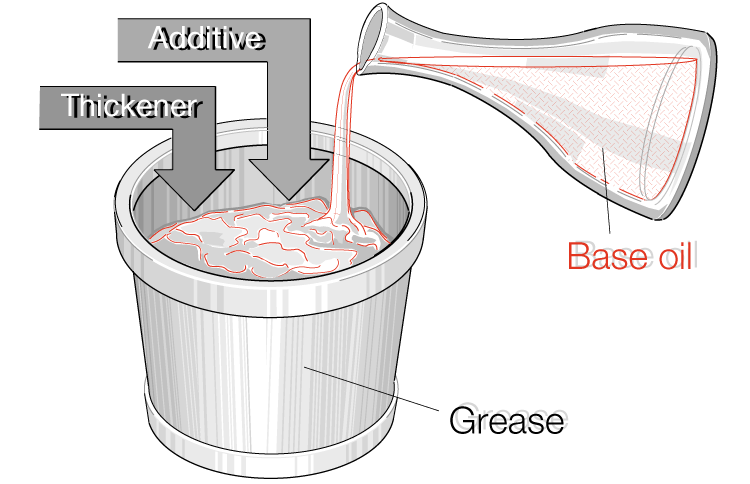 Additive
Thickener
Base oil
Grease